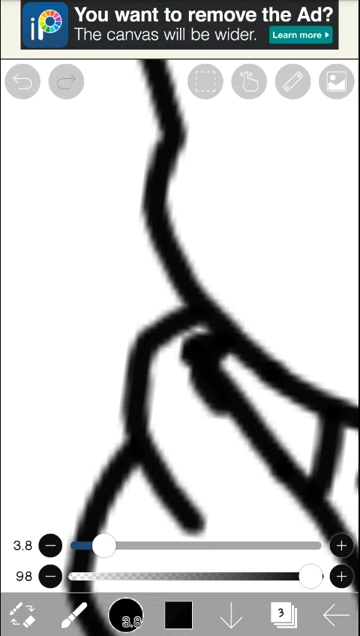 iP
You want to remove the Ad?
The canvas will be wider.
Learn more
3.8
98
3.8
3